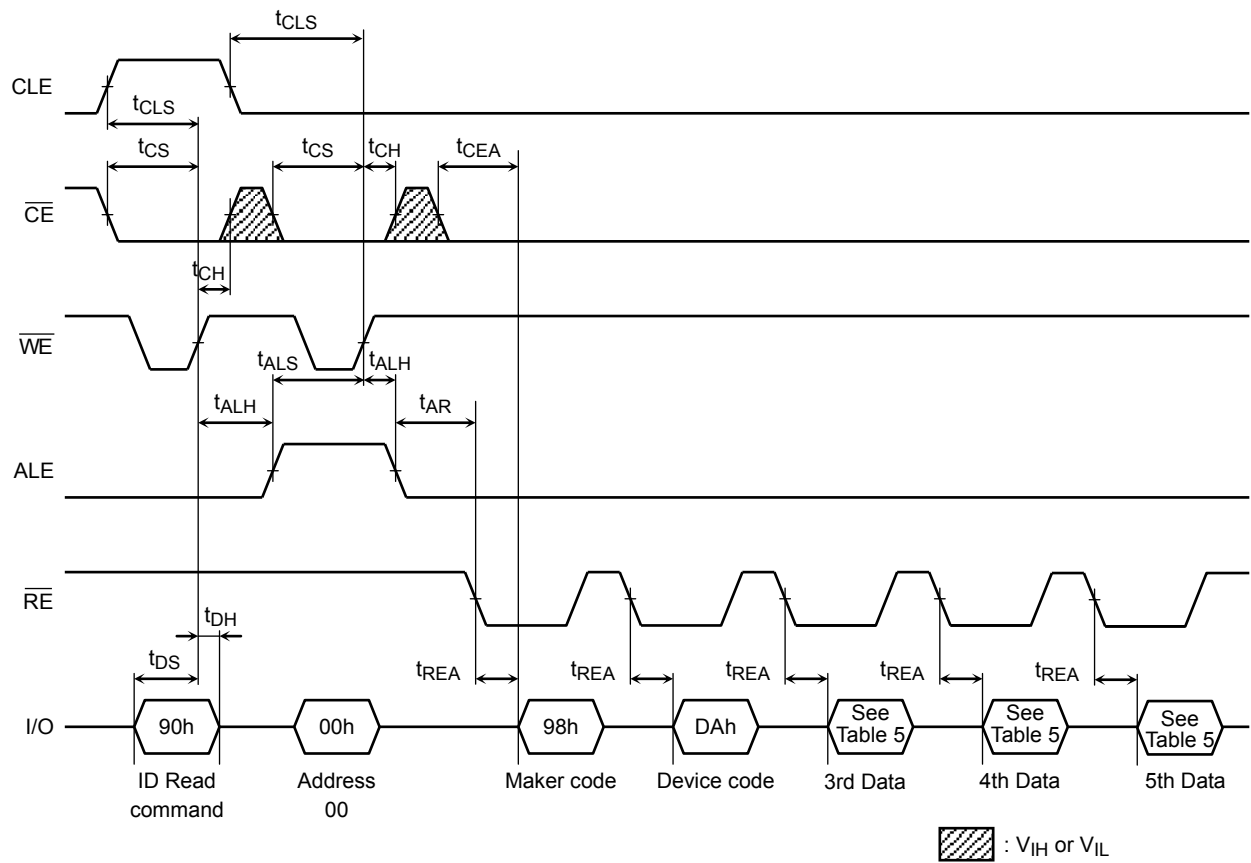 tCLS
CLE
tCLS
tCS
tCS
tCH
tCEA
CE
tCH
WE
tALS
tALH
tALH
tAR
ALE
RE
tDH
tDS
tREA
tREA
tREA
tREA
tREA
I/O
90h
00h
98h
DAh
See
Table 5
See
Table 5
See
Table 5
ID Read
command
Address
00
Maker code
Device code
3rd Data
4th Data
5th Data
: VIH or VIL